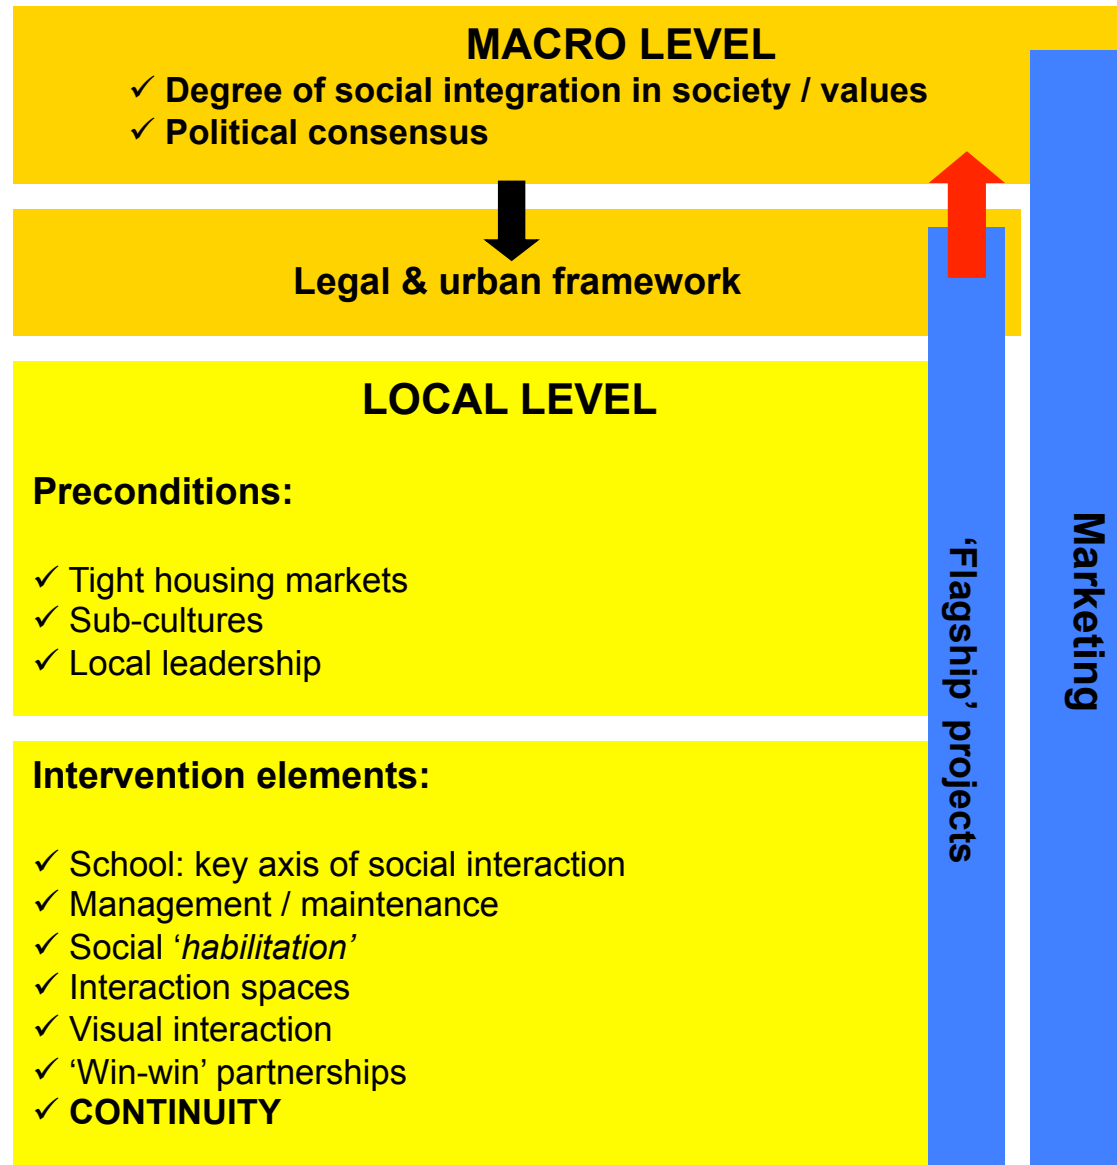 MACRO LEVEL
✓ Degree of social integration in society / values
✓ Political consensus
Legal & urban framework
LOCAL LEVEL
Preconditions:
✓ Tight housing markets
✓ Sub-cultures
✓ Local leadership
Intervention elements:
✓ School: key axis of social interaction
✓ Management / maintenance
✓ Social ‘habilitation’
✓ Interaction spaces
✓ Visual interaction
✓ ‘Win-win’ partnerships
✓ CONTINUITY
‘Flagship’ projects
Marketing